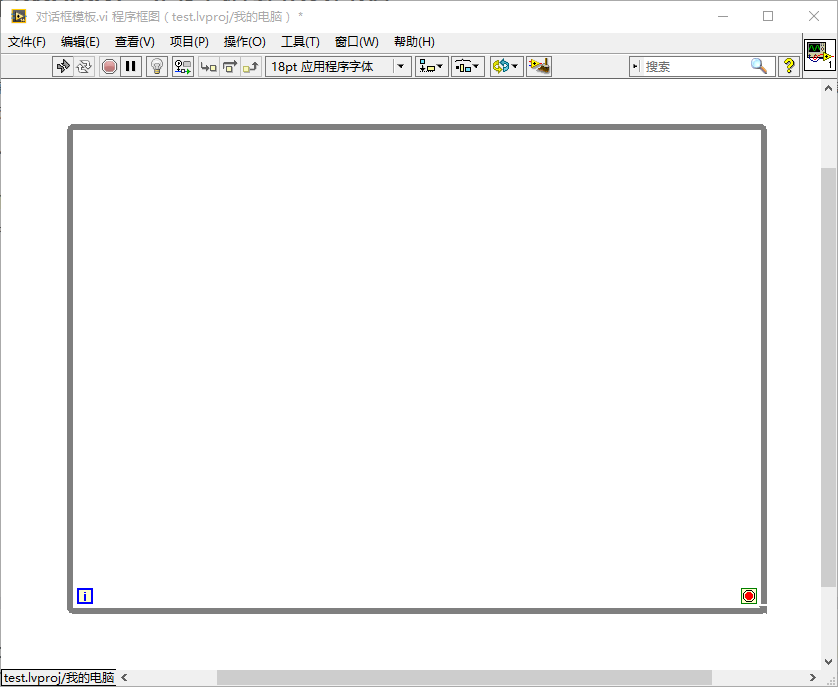 对话框模板.vi 程序框图 ( test.lvproj/我的电脑 ) *
文件(F) 编辑(E) 查看(V) 项目(P) 操作(O) 工具(T) 窗口(W) 帮助(H)
18pt 应用程序字体 搜索 ? 1
i
test.lvproj/我的电脑